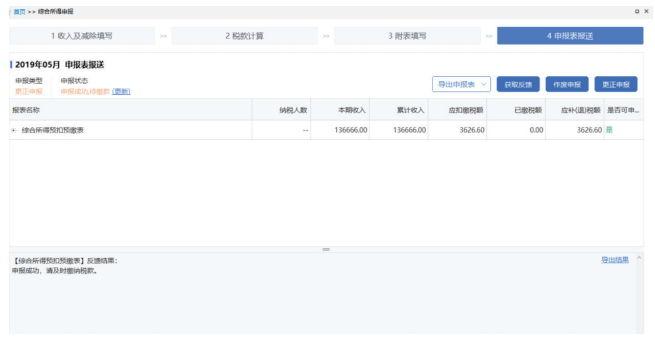 首页 >> 综合所得申报
1 收入及减除填写 >> 2 税款计算 >> 3 附表填写 >> 4 申报表报送
2019年05月 申报表报送
申报类型 申报状态
更正申报 申报成功,待缴款 (更新)
导出申报表 获取反馈 作废申报 更正申报
报表名称 纳税人数 本期收入 累计收入 应扣缴税额 已缴税额 应补(退)税额 是否可申...
+ 综合所得预扣预缴表 -- 136666.00 136666.00 3626.60 0.00 3626.60 是
【综合所得预扣预缴表】反馈结果: 导出结果
申报成功，请及时缴纳税款。